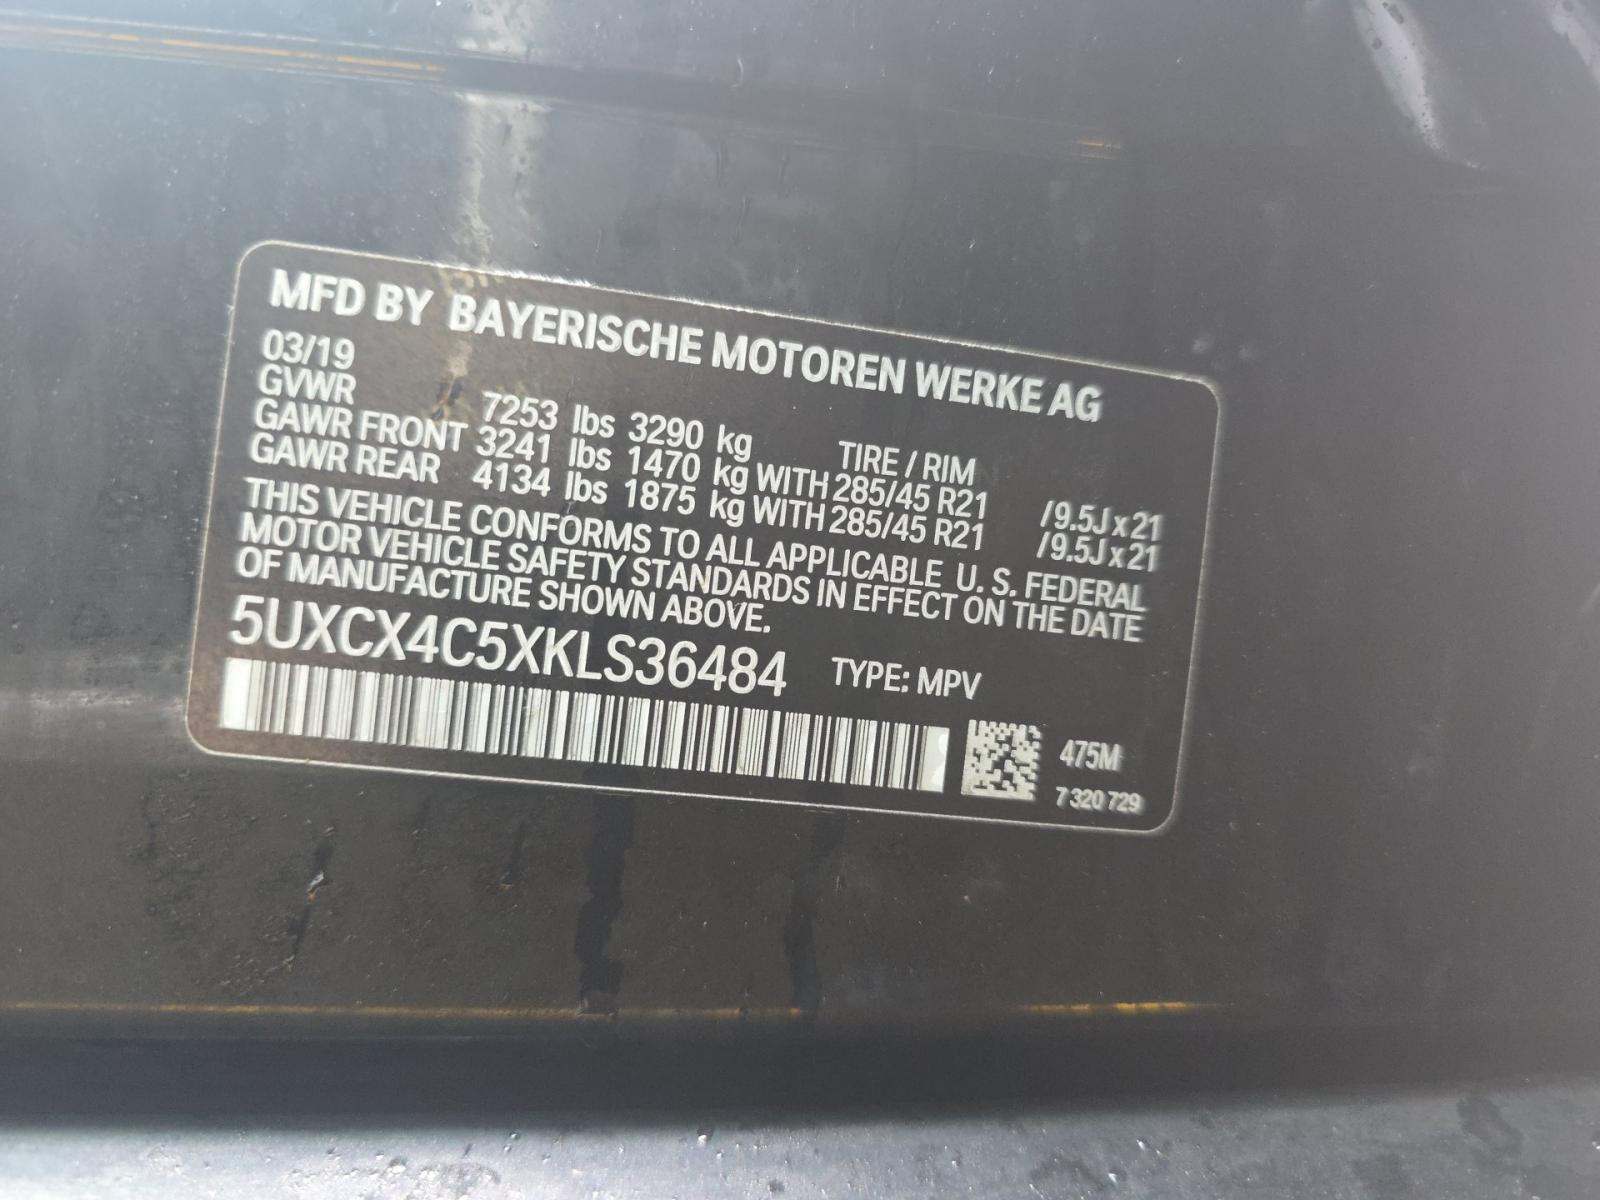 MFD BY BAYERISCHE MOTOREN WERKE AG
03/19
GVWR 7253 lbs 3290 kg TIRE / RIM
GAWR FRONT 3241 lbs 1470 kg WITH 285/45 R21 /9.5J x 21
GAWR REAR 4134 lbs 1875 kg WITH 285/45 R21 /9.5J x 21
THIS VEHICLE CONFORMS TO ALL APPLICABLE U. S. FEDERAL
MOTOR VEHICLE SAFETY STANDARDS IN EFFECT ON THE DATE
OF MANUFACTURE SHOWN ABOVE.
5UXCX4C5XKLS36484 TYPE: MPV
475M
7 320 729